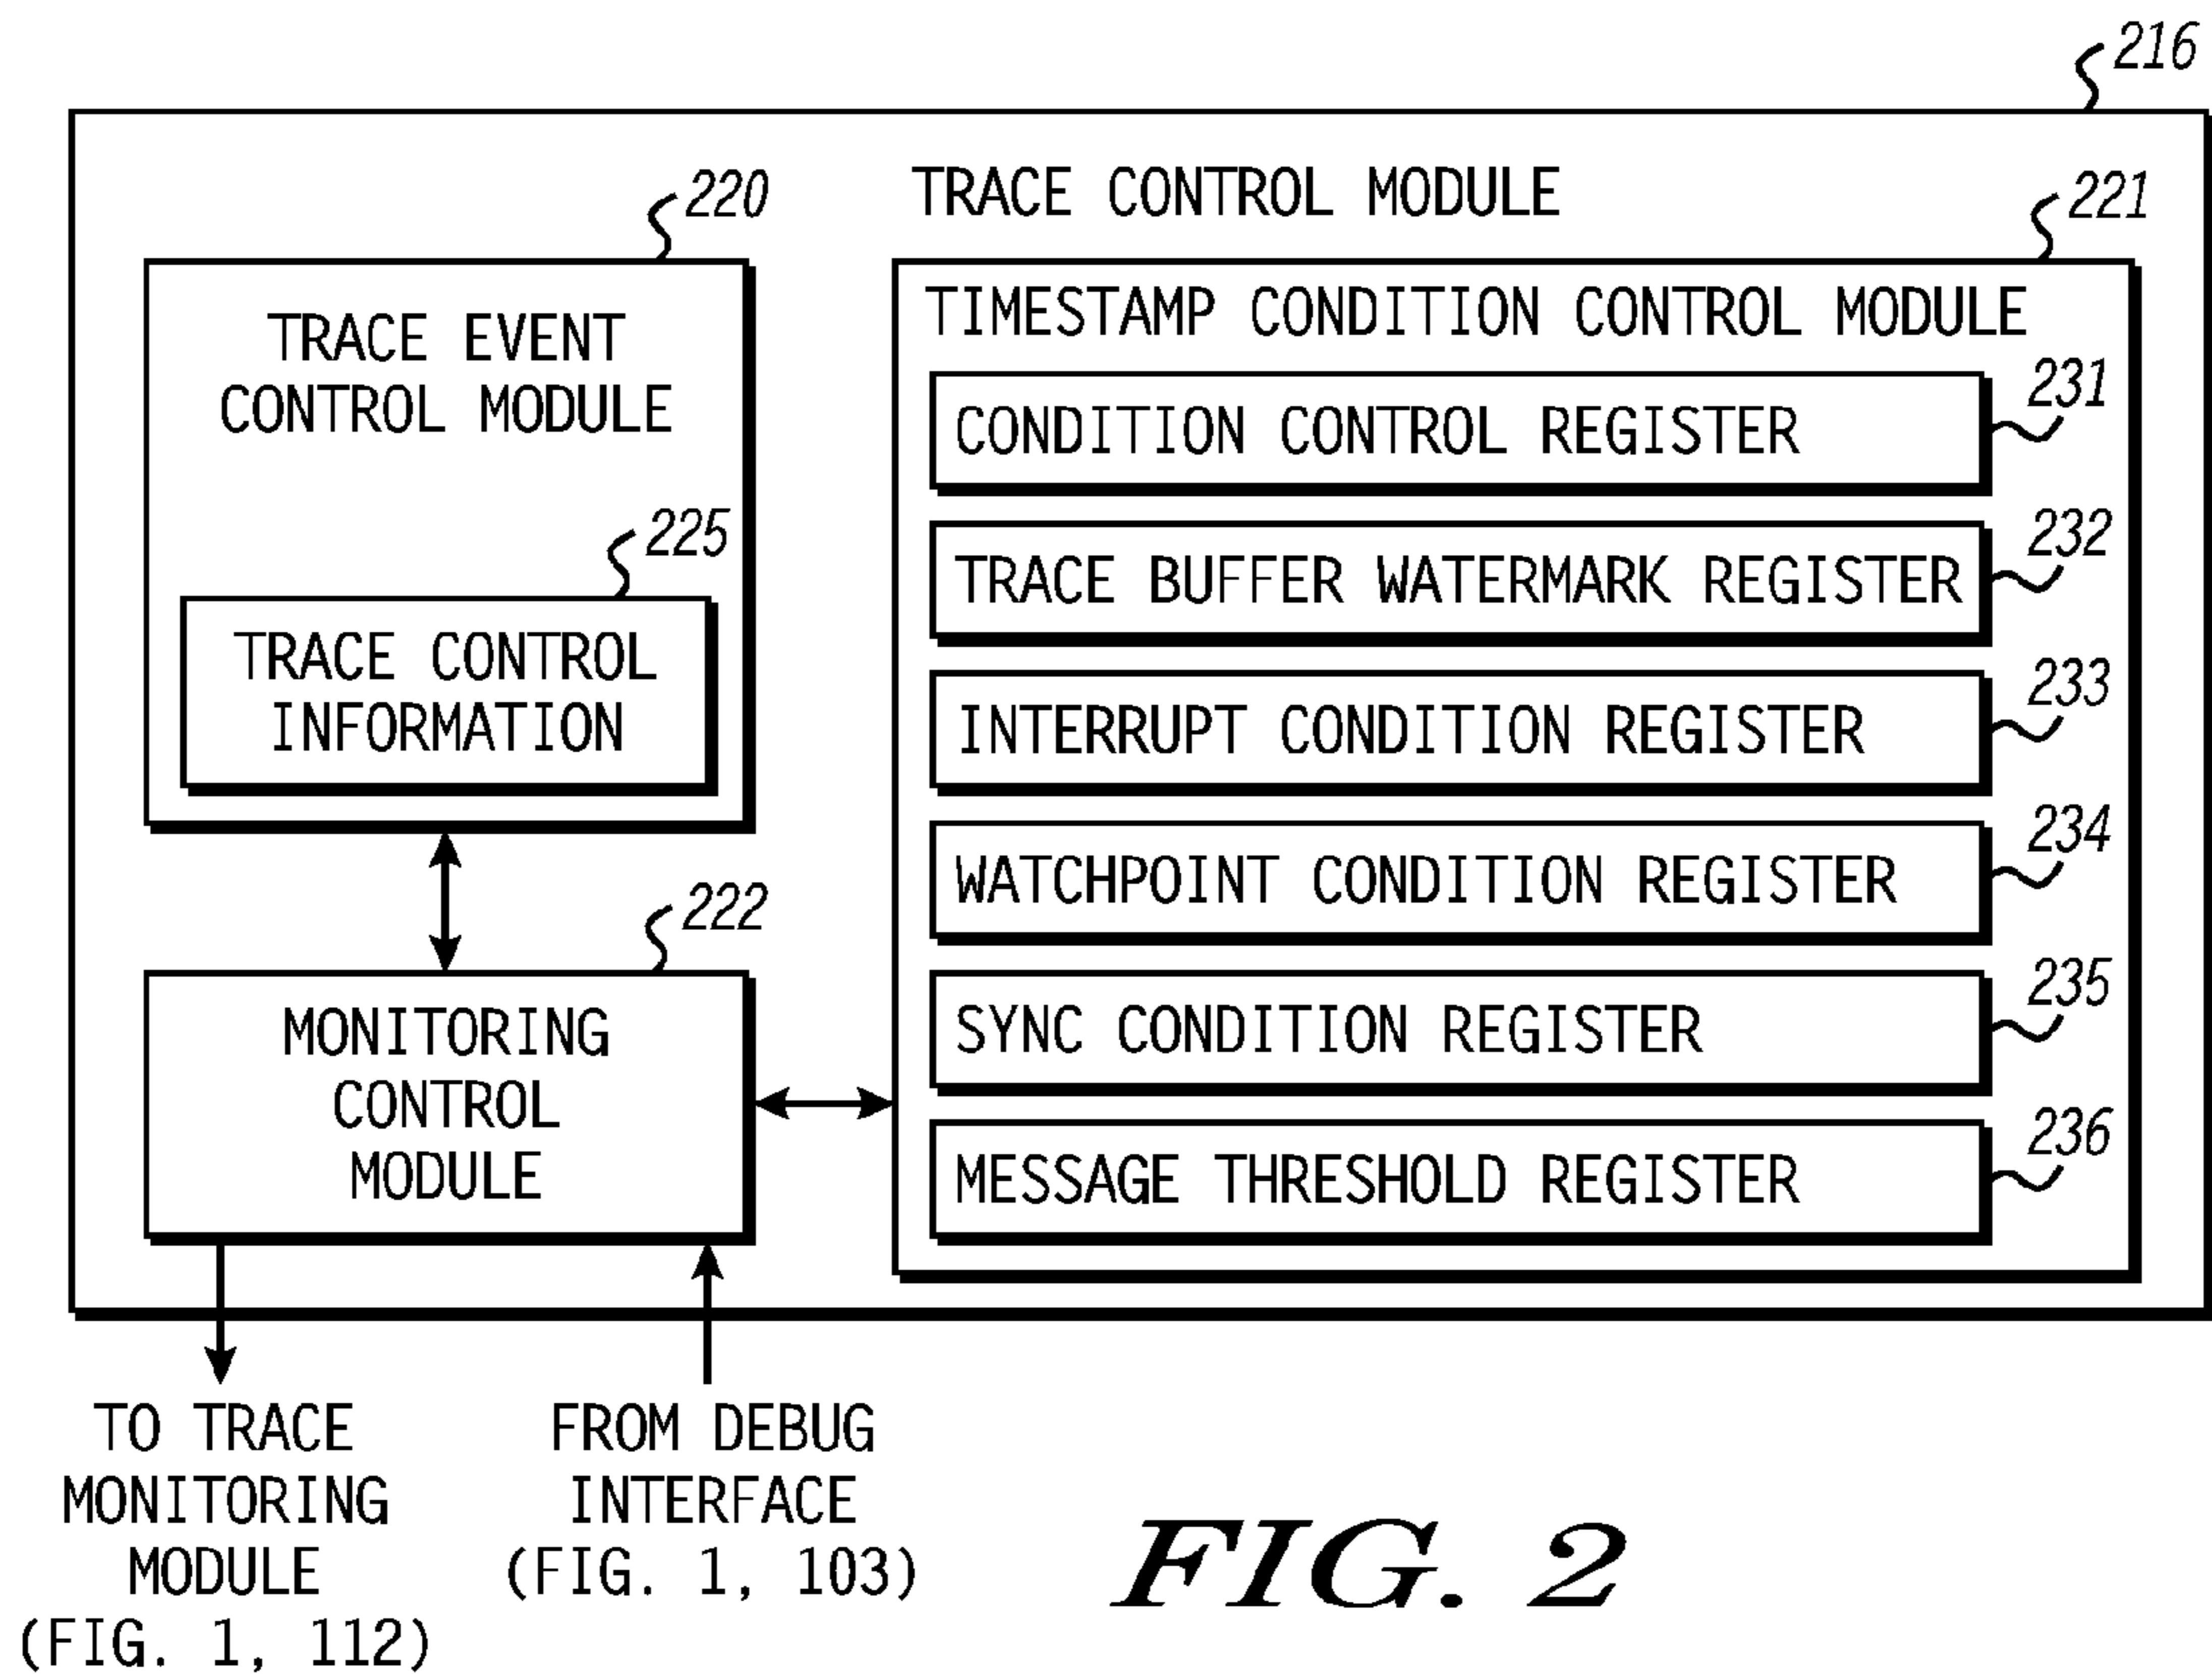 216
TRACE CONTROL MODULE
220
TRACE EVENT
CONTROL MODULE
225
TRACE CONTROL
INFORMATION
222
MONITORING
CONTROL
MODULE
221
TIMESTAMP CONDITION CONTROL MODULE
231
CONDITION CONTROL REGISTER
232
TRACE BUFFER WATERMARK REGISTER
233
INTERRUPT CONDITION REGISTER
234
WATCHPOINT CONDITION REGISTER
235
SYNC CONDITION REGISTER
236
MESSAGE THRESHOLD REGISTER
TO TRACE
MONITORING
MODULE
(FIG. 1, 112)
FROM DEBUG
INTERFACE
(FIG. 1, 103)
FIG. 2